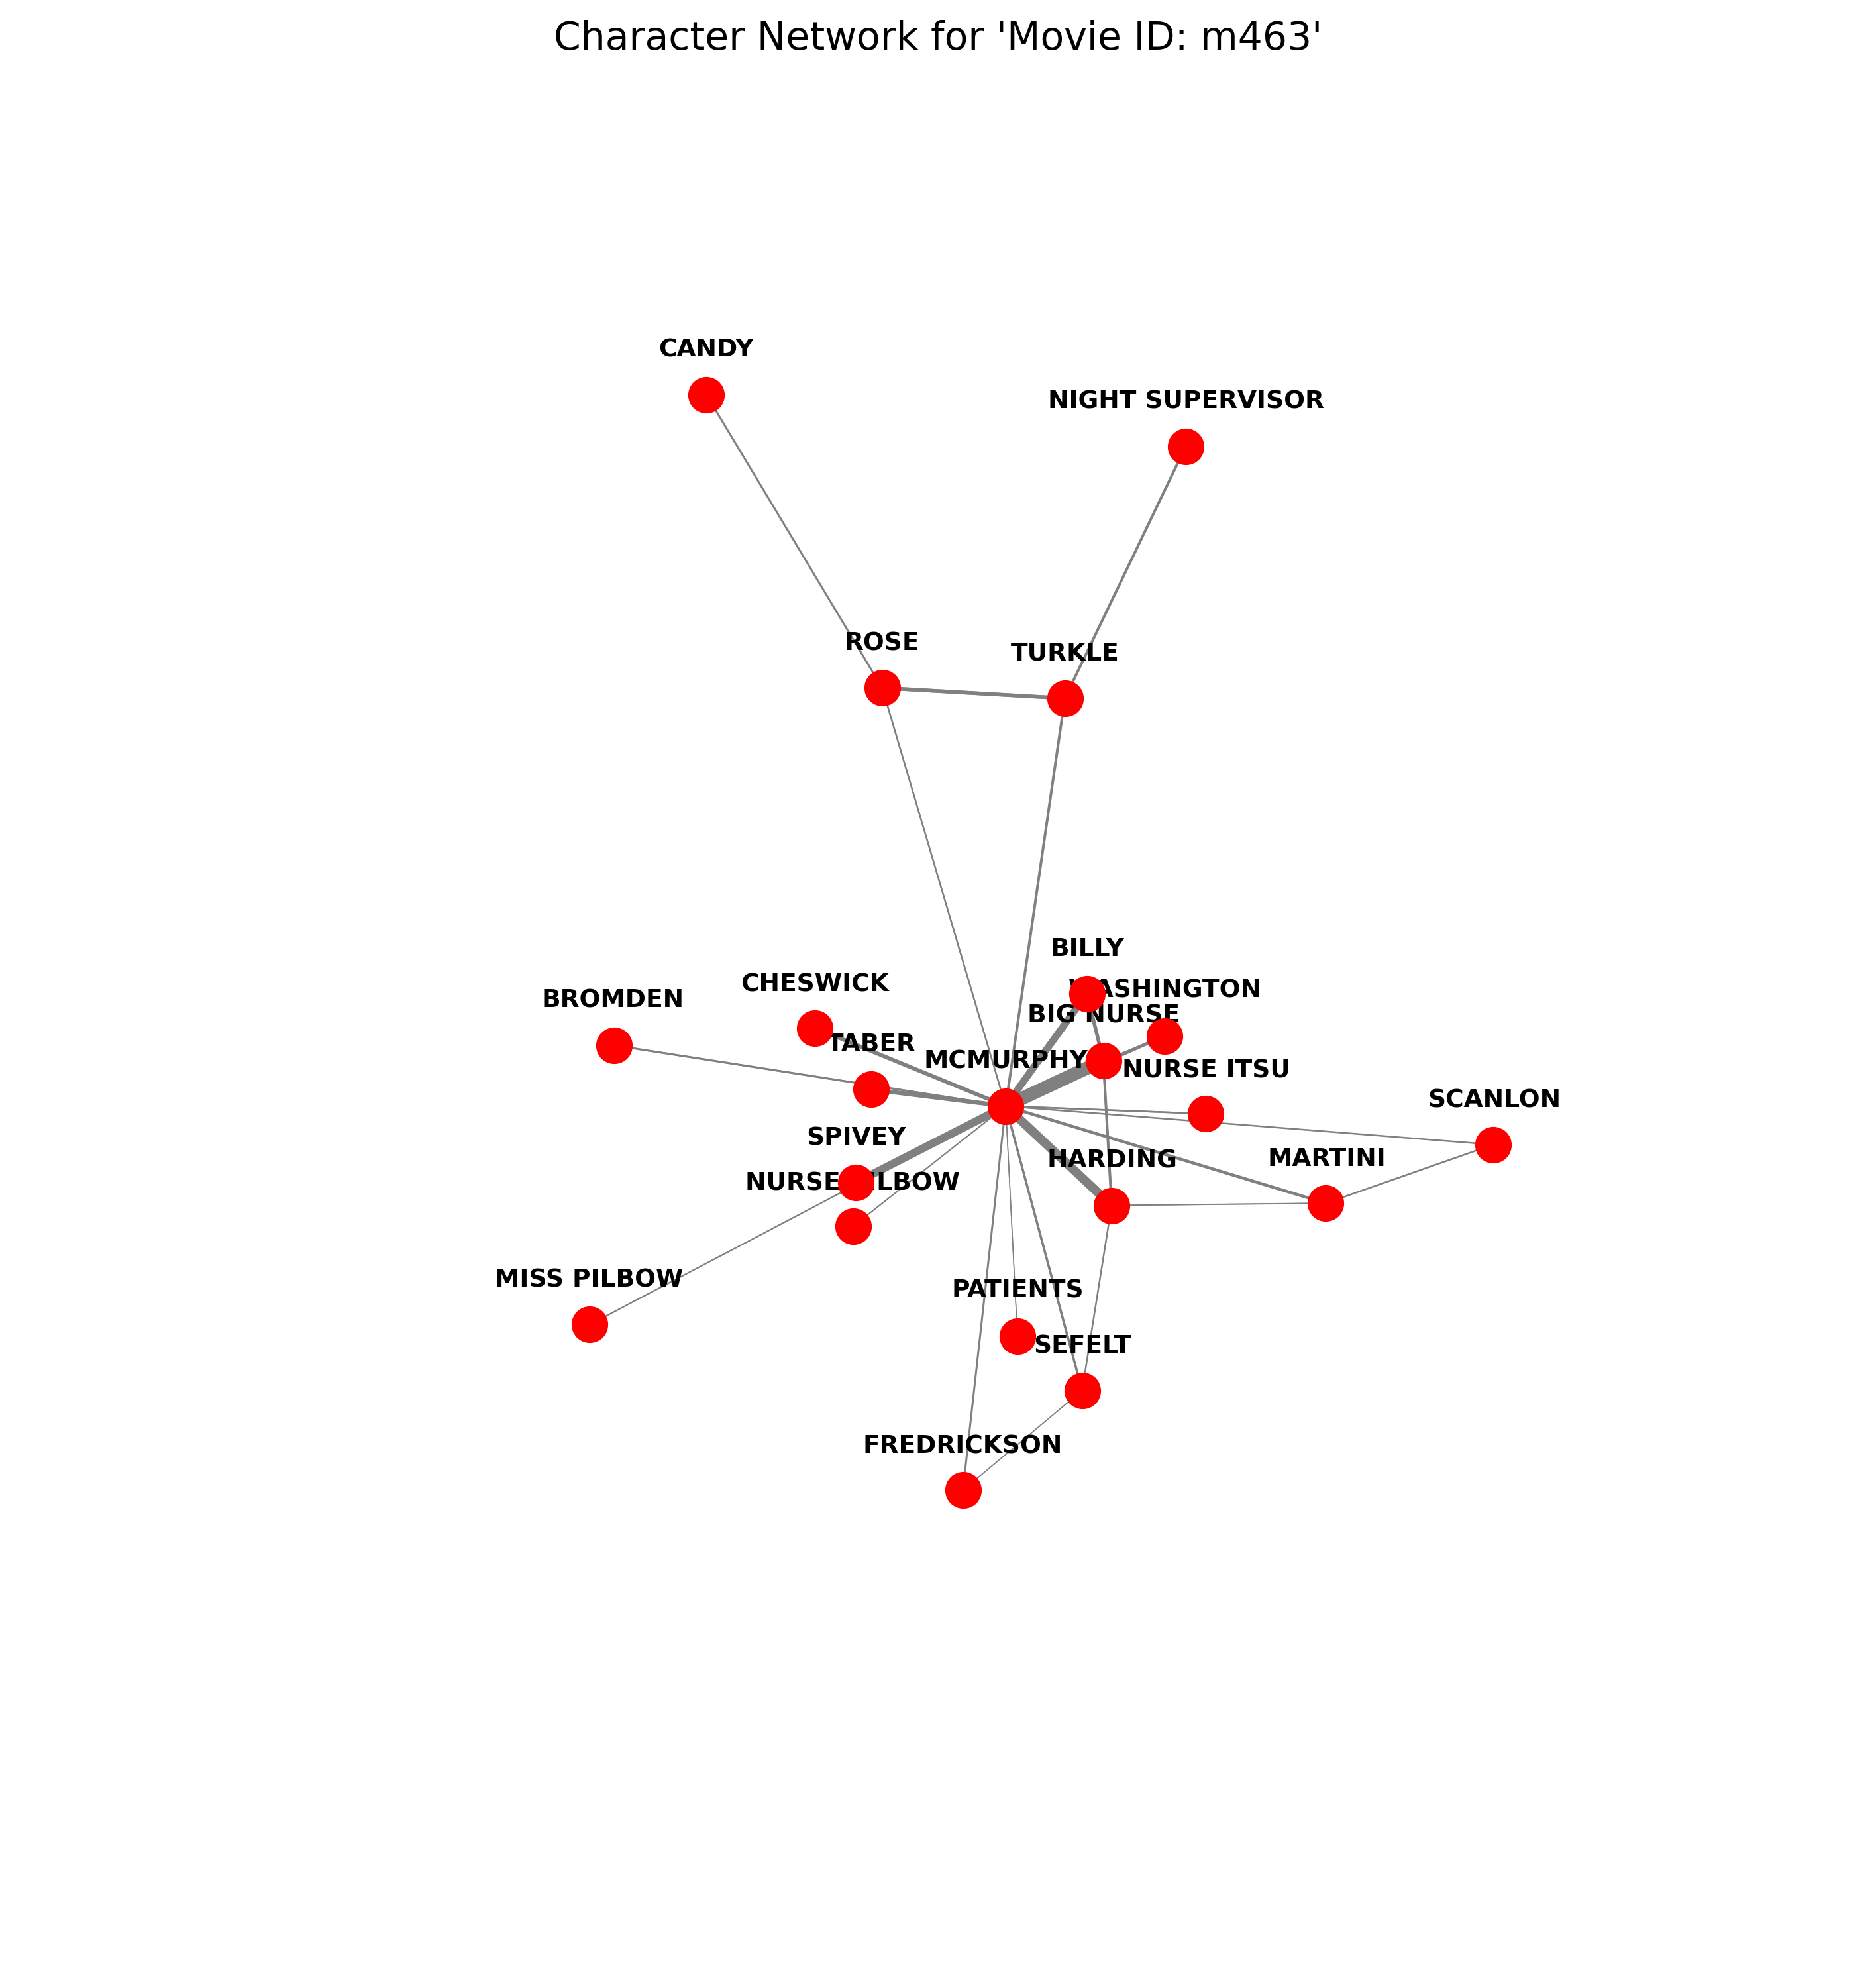 Character Network for 'Movie ID: m463'
CANDY
NIGHT SUPERVISOR
ROSE
TURKLE
BILLY
CHESWICK
WASHINGTON
BROMDEN
BIG NURSE
TABER
MCMURPHY
NURSE ITSU
SCANLON
SPIVEY
HARDING
MARTINI
NURSE PILBOW
MISS PILBOW
PATIENTS
SEFELT
FREDRICKSON